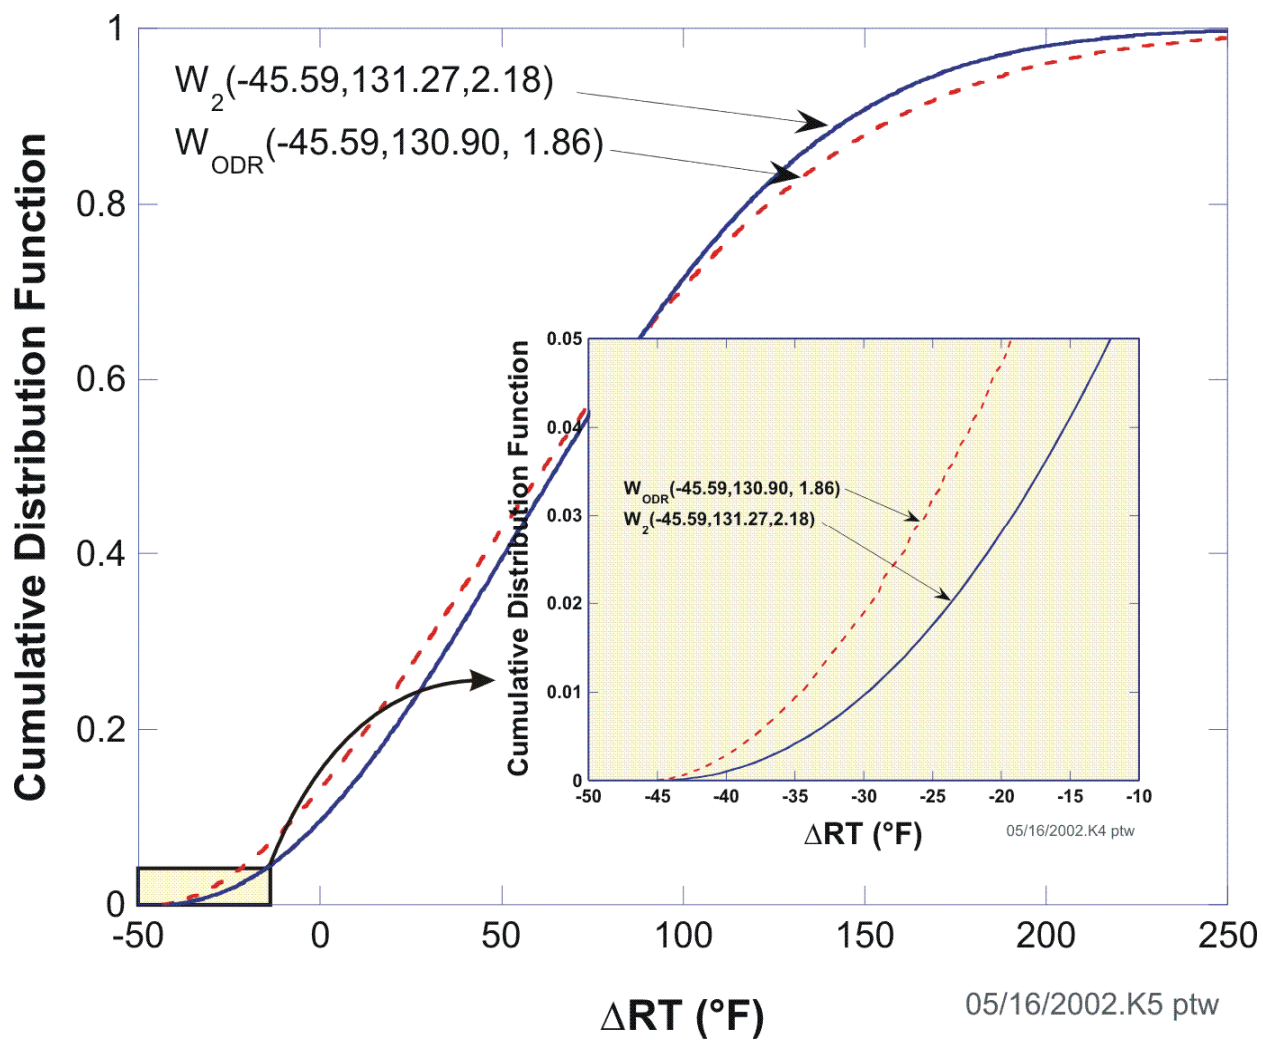 1
W2(-45.59,131.27,2.18)
WODR(-45.59,130.90, 1.86)
Cumulative Distribution Function
0.8
0.6
0.4
0.2
0
-50 0 50 100 150 200 250
ΔRT (°F)
05/16/2002.K5 ptw
0.05
0.04
0.03
0.02
0.01
0
Cumulative Distribution Function
WODR(-45.59,130.90, 1.86)
W2(-45.59,131.27,2.18)
-50 -45 -40 -35 -30 -25 -20 -15 -10
ΔRT (°F)
05/16/2002.K4 ptw